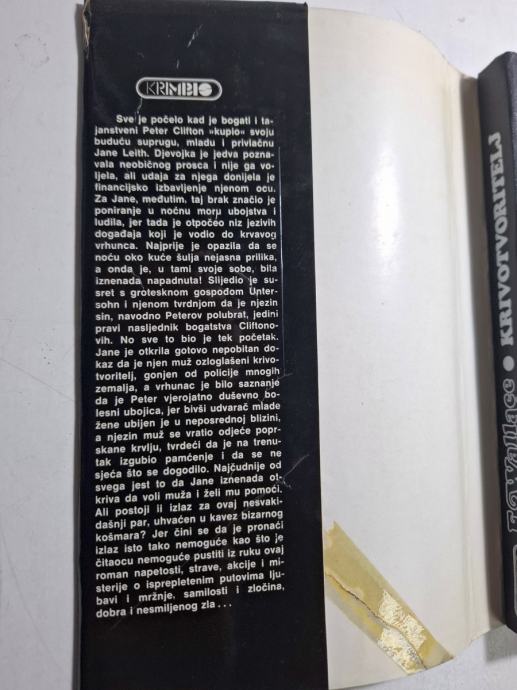 KRIMBIS
Sve je počelo kad je bogati i ta-
janstveni Peter Clifton »kupio« svoju
buduću suprugu, mladu i privlačnu
Jane Leith. Djevojka je jedva pozna-
vala neobičnog prosca i nije ga vo-
ljela, ali udaja za njega donijela je
financijsko izbavljenje njenom ocu.
Za Jane, međutim, taj brak značio je
poniranje u noćnu moru ubojstva i
ludila, jer tada je otpočeo niz jezivih
događaja koji je vodio do krvavog
vrhunca. Najprije je opazila da se
noću oko kuće šulja nejasna prilika,
a onda je, u tami svoje sobe, bila
iznenada napadnuta! Slijedio je su-
sret s grotesknom gospođom Unter-
sohn i njenom tvrdnjom da je njezin
sin, navodno Peterov polubrat, jedini
pravi nasljednik bogatstva Cliftono-
vih. No sve to bio je tek početak.
Jane je otkrila gotovo nepobitan do-
kaz da je njen muž ozloglašeni krivo-
tvoritelj, gonjen od policije mnogih
zemalja, a vrhunac je bilo saznanje
da je Peter vjerojatno duševno bo-
lesni ubojica, jer bivši udvarač mlade
žene ubijen je u neposrednoj blizini,
a njezin muž se vratio odjeće popr-
skane krvlju, tvrdeći da je na trenu-
tak izgubio pamćenje i da se ne
sjeća što se dogodilo. Najčudnije od
svega jest to da Jane iznenada ot-
kriva da voli muža i želi mu pomoći.
Ali postoji li izlaz za ovaj nesvaki-
dašnji par, uhvaćen u kavez bizarnog
košmara? Jer čini se da je pronaći
izlaz isto tako nemoguće kao što je
čitaocu nemoguće pustiti iz ruku ovaj
roman napetosti, strave, akcije i mi-
sterije o isprepletenim putovima lju-
bavi i mržnje, samilosti i zločina,
dobra i nesmiljenog zla . . .
E. Wallace ● KRIVOTVORITELJ